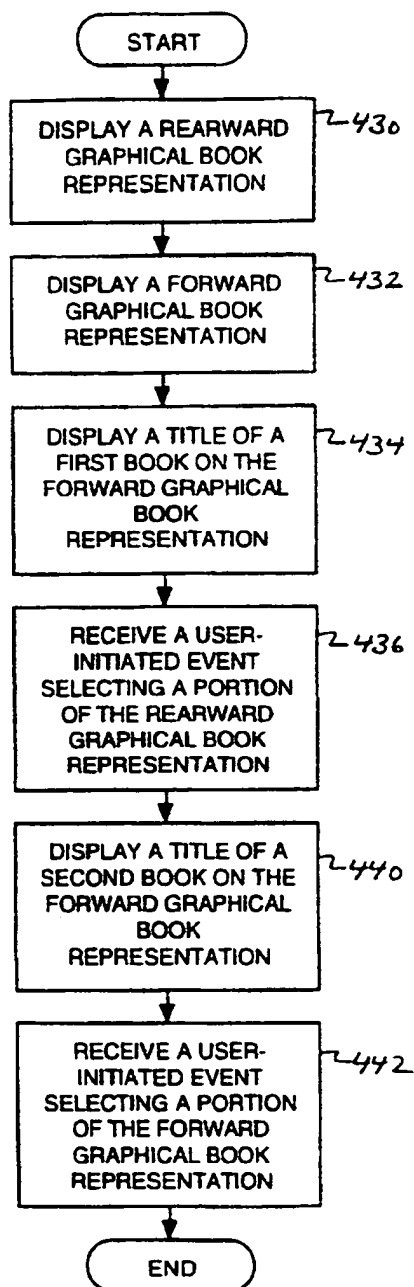 START
DISPLAY A REARWARD
GRAPHICAL BOOK
REPRESENTATION
430
DISPLAY A FORWARD
GRAPHICAL BOOK
REPRESENTATION
432
DISPLAY A TITLE OF A
FIRST BOOK ON THE
FORWARD GRAPHICAL
BOOK
REPRESENTATION
434
RECEIVE A USER-
INITIATED EVENT
SELECTING A PORTION
OF THE REARWARD
GRAPHICAL BOOK
REPRESENTATION
436
DISPLAY A TITLE OF A
SECOND BOOK ON THE
FORWARD GRAPHICAL
BOOK
REPRESENTATION
440
RECEIVE A USER-
INITIATED EVENT
SELECTING A PORTION
OF THE FORWARD
GRAPHICAL BOOK
REPRESENTATION
442
END